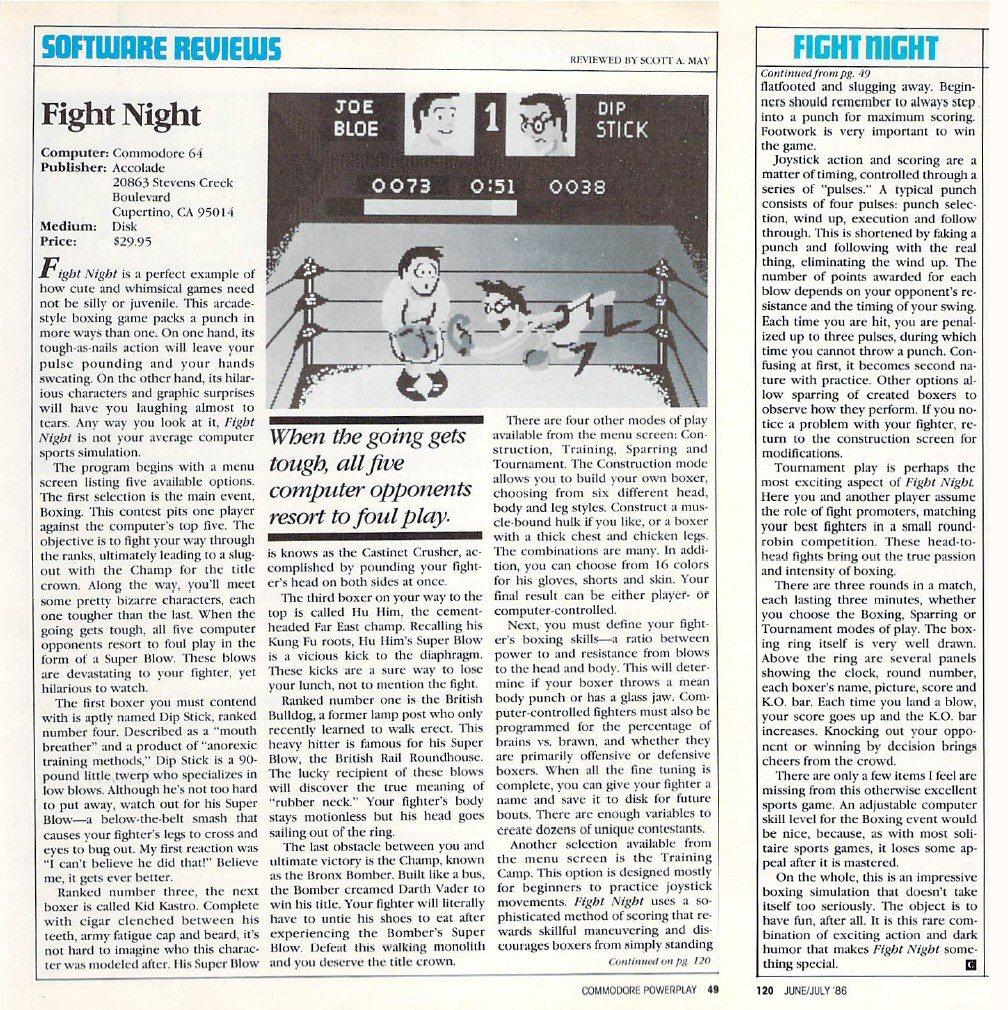 SOFTWARE REVIEWS
REVIEWED BY SCOTT A. MAY
Fight Night
Computer: Commodore 64
Publisher: Accolade
20863 Stevens Creek
Boulevard
Cupertino, CA 95014
Medium: Disk
Price: $29.95
Fight Night is a perfect example of
how cute and whimsical games need
not be silly or juvenile. This arcade-
style boxing game packs a punch in
more ways than one. On one hand, its
tough-as-nails action will leave your
pulse pounding and your hands
sweating. On the other hand, its hilar-
ious characters and graphic surprises
will have you laughing almost to
tears. Any way you look at it, Fight
Night is not your average computer
sports simulation.
The program begins with a menu
screen listing five available options.
The first selection is the main event,
Boxing. This contest pits one player
against the computer's top five. The
objective is to fight your way through
the ranks, ultimately leading to a slug-
out with the Champ for the title
crown. Along the way, you'll meet
some pretty bizarre characters, each
one tougher than the last. When the
going gets tough, all five computer
opponents resort to foul play in the
form of a Super Blow. These blows
are devastating to your fighter, yet
hilarious to watch.
The first boxer you must contend
with is aptly named Dip Stick, ranked
number four. Described as a "mouth
breather" and a product of "anorexic
training methods," Dip Stick is a 90-
pound little twerp who specializes in
low blows. Although he's not too hard
to put away, watch out for his Super
Blow—a below-the-belt smash that
causes your fighter's legs to cross and
eyes to bug out. My first reaction was
"I can't believe he did that!" Believe
me, it gets ever better.
Ranked number three, the next
boxer is called Kid Kastro. Complete
with cigar clenched between his
teeth, army fatigue cap and beard, it's
not hard to imagine who this charac-
ter was modeled after. His Super Blow
JOE
BLOE
1
DIP
STICK
0073 0:51 0038
When the going gets
tough, all five
computer opponents
resort to foul play.
is knows as the Castinet Crusher, ac-
complished by pounding your fight-
er's head on both sides at once.
The third boxer on your way to the
top is called Hu Him, the cement-
headed Far East champ. Recalling his
Kung Fu roots, Hu Him's Super Blow
is a vicious kick to the diaphragm.
These kicks are a sure way to lose
your lunch, not to mention the fight.
Ranked number one is the British
Bulldog, a former lamp post who only
recently learned to walk erect. This
heavy hitter is famous for his Super
Blow, the British Rail Roundhouse.
The lucky recipient of these blows
will discover the true meaning of
"rubber neck." Your fighter's body
stays motionless but his head goes
sailing out of the ring.
The last obstacle between you and
ultimate victory is the Champ, known
as the Bronx Bomber. Built like a bus,
the Bomber creamed Darth Vader to
win his title. Your fighter will literally
have to untie his shoes to eat after
experiencing the Bomber's Super
Blow. Defeat this walking monolith
and you deserve the title crown.
There are four other modes of play
available from the menu screen: Con-
struction, Training, Sparring and
Tournament. The Construction mode
allows you to build your own boxer,
choosing from six different head,
body and leg styles. Construct a mus-
cle-bound hulk if you like, or a boxer
with a thick chest and chicken legs.
The combinations are many. In addi-
tion, you can choose from 16 colors
for his gloves, shorts and skin. Your
final result can be either player- or
computer-controlled.
Next, you must define your fight-
er's boxing skills—a ratio between
power to and resistance from blows
to the head and body. This will deter-
mine if your boxer throws a mean
body punch or has a glass jaw. Com-
puter-controlled fighters must also be
programmed for the percentage of
brains vs. brawn, and whether they
are primarily offensive or defensive
boxers. When all the fine tuning is
complete, you can give your fighter a
name and save it to disk for future
bouts. There are enough variables to
create dozens of unique contestants.
Another selection available from
the menu screen is the Training
Camp. This option is designed mostly
for beginners to practice joystick
movements. Fight Night uses a so-
phisticated method of scoring that re-
wards skillful maneuvering and dis-
courages boxers from simply standing
Continued on pg. 120
COMMODORE POWERPLAY 49
FIGHT NIGHT
Continued from pg. 49
flatfooted and slugging away. Begin-
ners should remember to always step
into a punch for maximum scoring.
Footwork is very important to win
the game.
Joystick action and scoring are a
matter of timing, controlled through a
series of "pulses." A typical punch
consists of four pulses: punch selec-
tion, wind up, execution and follow
through. This is shortened by faking a
punch and following with the real
thing, eliminating the wind up. The
number of points awarded for each
blow depends on your opponent's re-
sistance and the timing of your swing.
Each time you are hit, you are penal-
ized up to three pulses, during which
time you cannot throw a punch. Con-
fusing at first, it becomes second na-
ture with practice. Other options al-
low sparring of created boxers to
observe how they perform. If you no-
tice a problem with your fighter, re-
turn to the construction screen for
modifications.
Tournament play is perhaps the
most exciting aspect of Fight Night.
Here you and another player assume
the role of fight promoters, matching
your best fighters in a small round-
robin competition. These head-to-
head fights bring out the true passion
and intensity of boxing.
There are three rounds in a match,
each lasting three minutes, whether
you choose the Boxing, Sparring or
Tournament modes of play. The box-
ing ring itself is very well drawn.
Above the ring are several panels
showing the clock, round number,
each boxer's name, picture, score and
K.O. bar. Each time you land a blow,
your score goes up and the K.O. bar
increases. Knocking out your oppo-
nent or winning by decision brings
cheers from the crowd.
There are only a few items I feel are
missing from this otherwise excellent
sports game. An adjustable computer
skill level for the Boxing event would
be nice, because, as with most soli-
taire sports games, it loses some ap-
peal after it is mastered.
On the whole, this is an impressive
boxing simulation that doesn't take
itself too seriously. The object is to
have fun, after all. It is this rare com-
bination of exciting action and dark
humor that makes Fight Night some-
thing special. C
120 JUNE/JULY '86